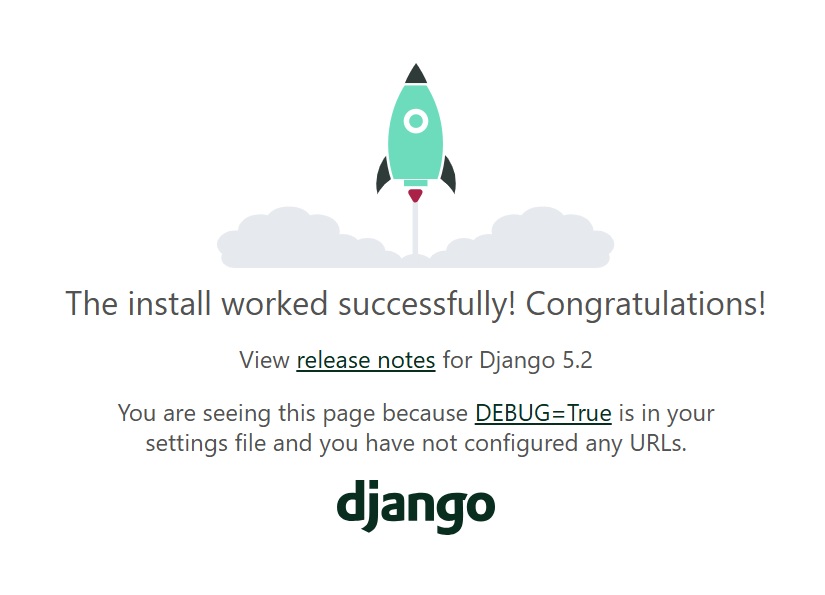 The install worked successfully! Congratulations!
View release notes for Django 5.2
You are seeing this page because DEBUG=True is in your
settings file and you have not configured any URLs.
django